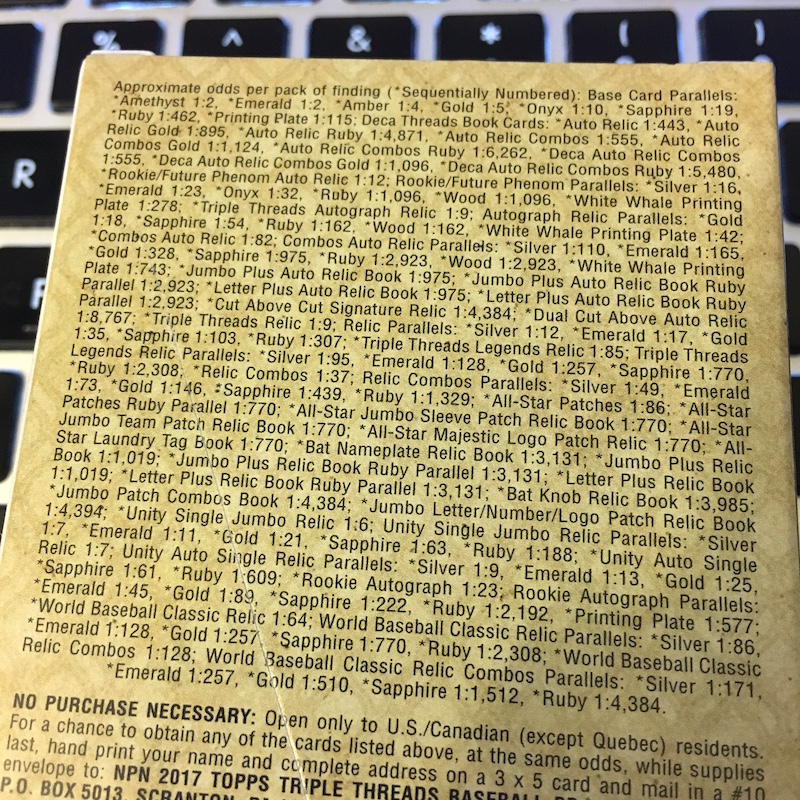 % ^ & * ( )
R
F
Approximate odds per pack of finding (*Sequentially Numbered): Base Card Parallels:
*Amethyst 1:2, *Emerald 1:2, *Amber 1:4, *Gold 1:5, *Onyx 1:10, *Sapphire 1:19,
*Ruby 1:462, *Printing Plate 1:115; Deca Threads Book Cards: *Auto Relic 1:443, *Auto
Relic Gold 1:895, *Auto Relic Ruby 1:4,871, *Auto Relic Combos 1:555, *Auto Relic
Combos Gold 1:1,124, *Auto Relic Combos Ruby 1:6,262, *Deca Auto Relic Combos
1:555, *Deca Auto Relic Combos Gold 1:1,096, *Deca Auto Relic Combos Ruby 1:5,480,
*Rookie/Future Phenom Auto Relic 1:12; Rookie/Future Phenom Parallels: *Silver 1:16,
*Emerald 1:23, *Onyx 1:32, *Ruby 1:1,096, *Wood 1:1,096, *White Whale Printing
Plate 1:278; *Triple Threads Autograph Relic 1:9; Autograph Relic Parallels: *Gold
1:18, *Sapphire 1:54, *Ruby 1:162, *Wood 1:162, *White Whale Printing Plate 1:42;
*Combos Auto Relic 1:82; Combos Auto Relic Parallels: *Silver 1:110, *Emerald 1:165,
*Gold 1:328, *Sapphire 1:975, *Ruby 1:2,923, *Wood 1:2,923, *White Whale Printing
Plate 1:743; *Jumbo Plus Auto Relic Book 1:975; *Jumbo Plus Auto Relic Book Ruby
Parallel 1:2,923; *Letter Plus Auto Relic Book 1:975; *Letter Plus Auto Relic Book Ruby
Parallel 1:2,923; *Cut Above Cut Signature Relic 1:4,384; *Dual Cut Above Auto Relic
1:8,767; *Triple Threads Relic 1:9; Relic Parallels: *Silver 1:12, *Emerald 1:17, *Gold
1:35, *Sapphire 1:103, *Ruby 1:307; *Triple Threads Legends Relic 1:85; Triple Threads
Legends Relic Parallels: *Silver 1:95, *Emerald 1:128, *Gold 1:257, *Sapphire 1:770,
*Ruby 1:2,308; *Relic Combos 1:37; Relic Combos Parallels: *Silver 1:49, *Emerald
1:73, *Gold 1:146, *Sapphire 1:439, *Ruby 1:1,329; *All-Star Patches 1:86; *All-Star
Patches Ruby Parallel 1:770; *All-Star Jumbo Sleeve Patch Relic Book 1:770; *All-Star
Jumbo Team Patch Relic Book 1:770; *All-Star Majestic Logo Patch Relic 1:770; *All-
Star Laundry Tag Book 1:770; *Bat Nameplate Relic Book 1:3,131; *Jumbo Plus Relic
Book 1:1,019; *Jumbo Plus Relic Book Ruby Parallel 1:3,131; *Letter Plus Relic Book
1:1,019; *Letter Plus Relic Book Ruby Parallel 1:3,131; *Bat Knob Relic Book 1:3,985;
*Jumbo Patch Combos Book 1:4,384; *Jumbo Letter/Number/Logo Patch Relic Book
1:4,394; *Unity Single Jumbo Relic 1:6; Unity Single Jumbo Relic Parallels: *Silver
1:7, *Emerald 1:11, *Gold 1:21, *Sapphire 1:63, *Ruby 1:188; *Unity Auto Single
Relic 1:7; Unity Auto Single Relic Parallels: *Silver 1:9, *Emerald 1:13, *Gold 1:25,
*Sapphire 1:61, *Ruby 1:609; *Rookie Autograph 1:23; Rookie Autograph Parallels:
*Emerald 1:45, *Gold 1:89, *Sapphire 1:222, *Ruby 1:2,192, *Printing Plate 1:577;
*World Baseball Classic Relic 1:64; World Baseball Classic Relic Parallels: *Silver 1:86,
*Emerald 1:128, *Gold 1:257, *Sapphire 1:770, *Ruby 1:2,308; *World Baseball Classic
Relic Combos 1:128; World Baseball Classic Relic Combos Parallels: *Silver 1:171,
*Emerald 1:257, *Gold 1:510, *Sapphire 1:1,512, *Ruby 1:4,384.
NO PURCHASE NECESSARY: Open only to U.S./Canadian (except Quebec) residents.
For a chance to obtain any of the cards listed above, at the same odds, while supplies
last, hand print your name and complete address on a 3 x 5 card and mail in a #10
envelope to: NPN 2017 TOPPS TRIPLE THREADS BASEBALL
P.O. BOX 5013, SCRANTON,